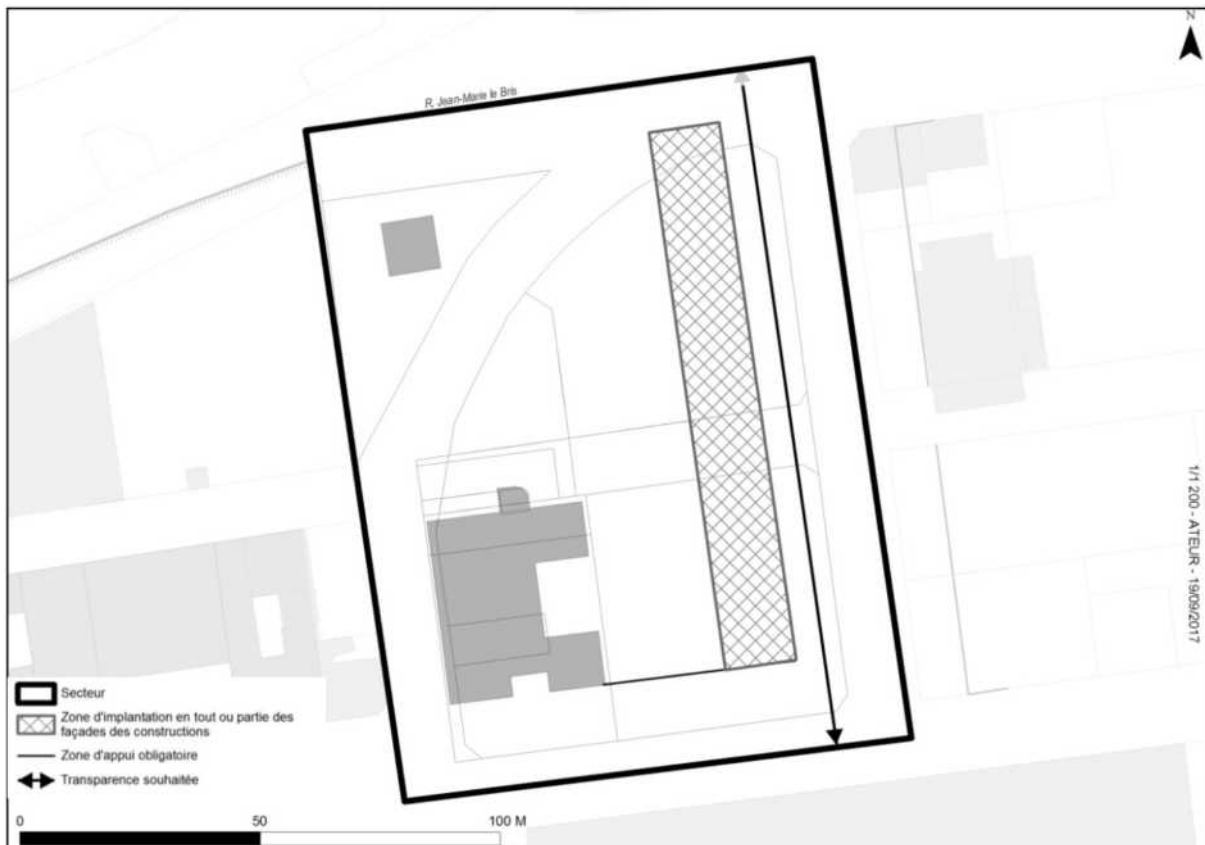 N
R. Jean-Marie le Bris
1/1 200 - ATEUR - 19/09/2017
Secteur
Zone d'implantation en tout ou partie des
façades des constructions
Zone d'appui obligatoire
Transparence souhaitée
0 50 100 M